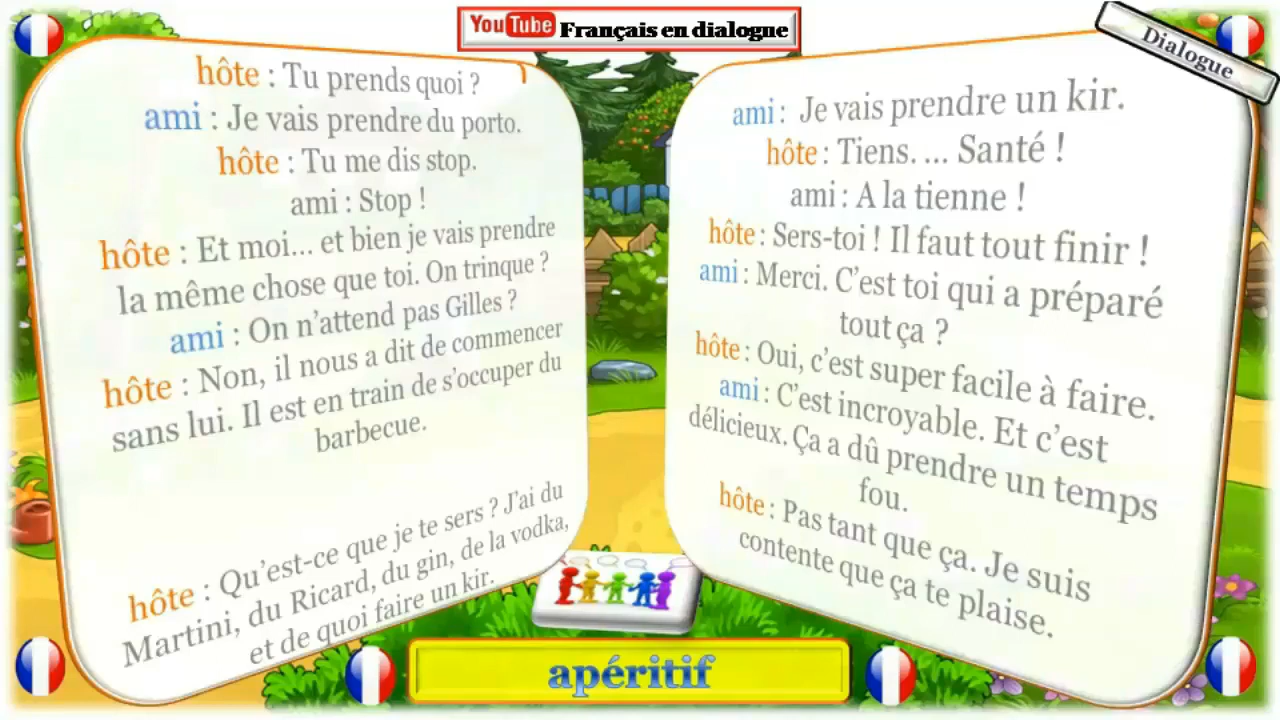 YouTube Français en dialogue
Dialogue
hôte : Tu prends quoi ?
ami : Je vais prendre du porto.
hôte : Tu me dis stop.
ami : Stop !
hôte : Et moi... et bien je vais prendre
la même chose que toi. On trinque ?
ami : On n'attend pas Gilles ?
hôte : Non, il nous a dit de commencer
sans lui. Il est en train de s'occuper du
barbecue.
hôte : Qu'est-ce que je te sers ? J'ai du
Martini, du Ricard, du gin, de la vodka,
et de quoi faire un kir.
ami : Je vais prendre un kir.
hôte : Tiens. ... Santé !
ami : A la tienne !
hôte : Sers-toi ! Il faut tout finir !
ami : Merci. C'est toi qui a préparé
tout ça ?
hôte : Oui, c'est super facile à faire.
ami : C'est incroyable. Et c'est
délicieux. Ça a dû prendre un temps
fou.
hôte : Pas tant que ça. Je suis
contente que ça te plaise.
apéritif